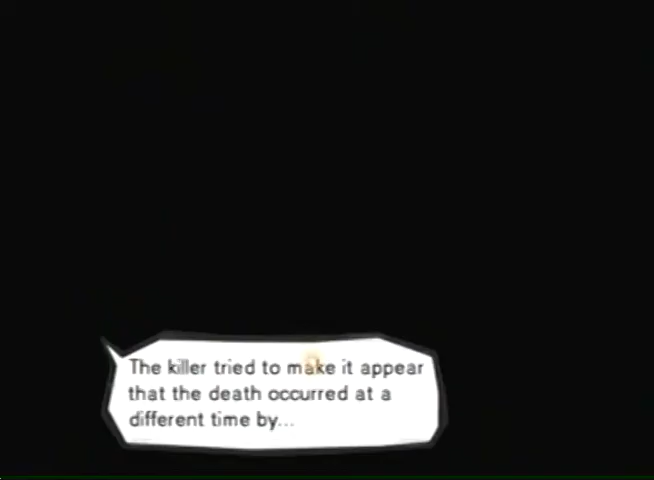 The killer tried to make it appear
that the death occurred at a
different time by...